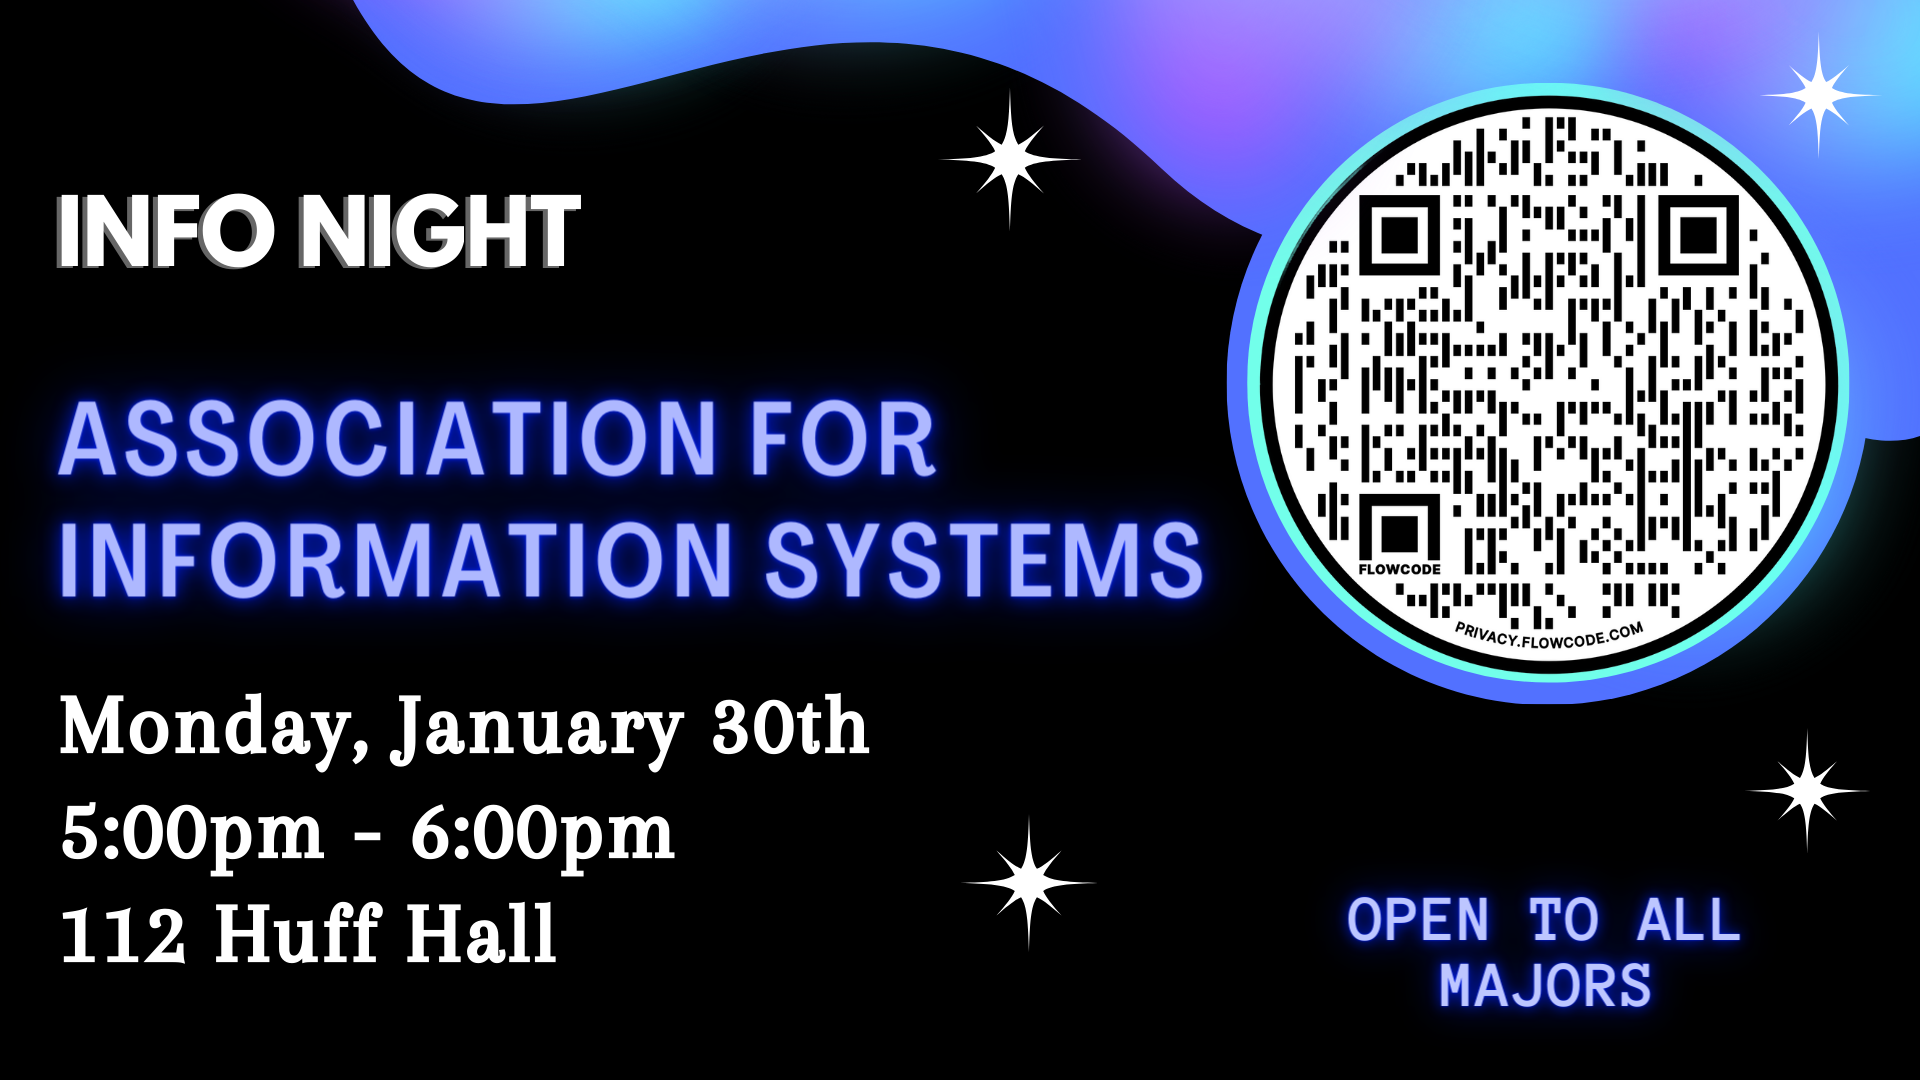 INFO NIGHT
ASSOCIATION FOR
INFORMATION SYSTEMS
Monday, January 30th
5:00pm - 6:00pm
112 Huff Hall
FLOWCODE
PRIVACY.FLOWCODE.COM
OPEN TO ALL
MAJORS